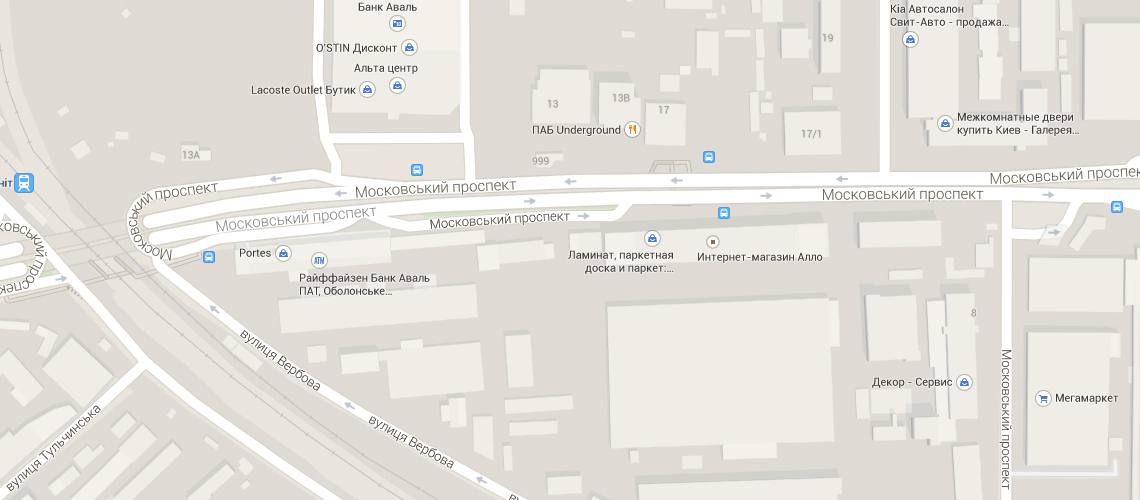 Банк Аваль
Kia Автосалон
Свит-Авто - продажа...
O'STIN Дисконт
19
Альта центр
Lacoste Outlet Бутик
13
13В
17
Межкомнатные двери
купить Киев - Галерея...
ПАБ Underground
17/1
13А
999
ніт
Московський проспект
Московський проспект
Московський проспект
Московський проспект
Московський проспект
Московський проспект
Portes
ATM
Райффайзен Банк Аваль
ПАТ, Оболонське...
Ламинат, паркетная
доска и паркет:...
Интернет-магазин Алло
8
вулиця Вербова
Декор - Сервис
Мегамаркет
Московський проспект
вулиця Тульчинська
вулиця Вербова